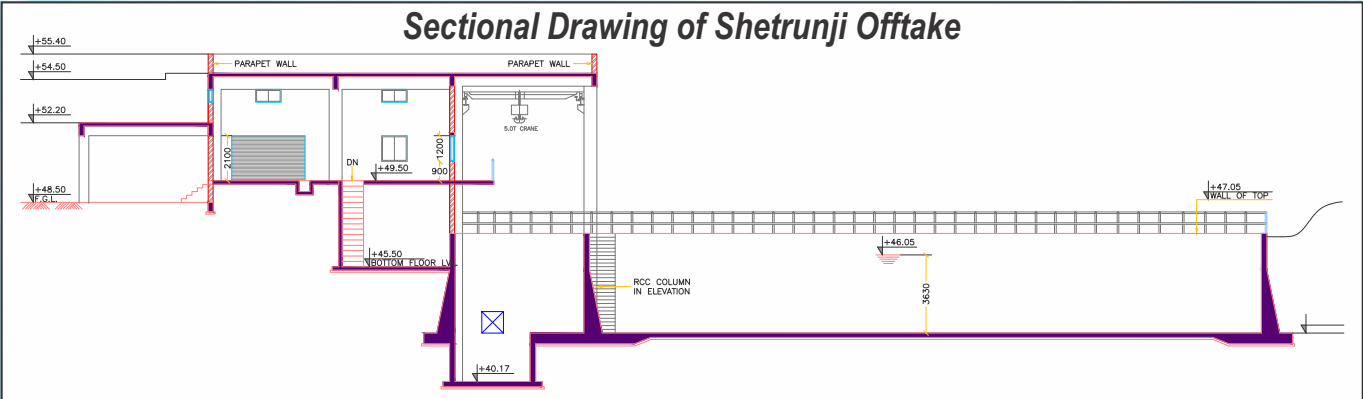 Sectional Drawing of Shetrunji Offtake
+55.40
PARAPET WALL
PARAPET WALL
+54.50
+52.20
5.0T CRANE
2100
1200
DN
+49.50
900
+48.50
F.G.L.
+47.05
WALL OF TOP
+46.05
+45.50
BOTTOM FLOOR LVL
RCC COLUMN
IN ELEVATION
3630
+40.17